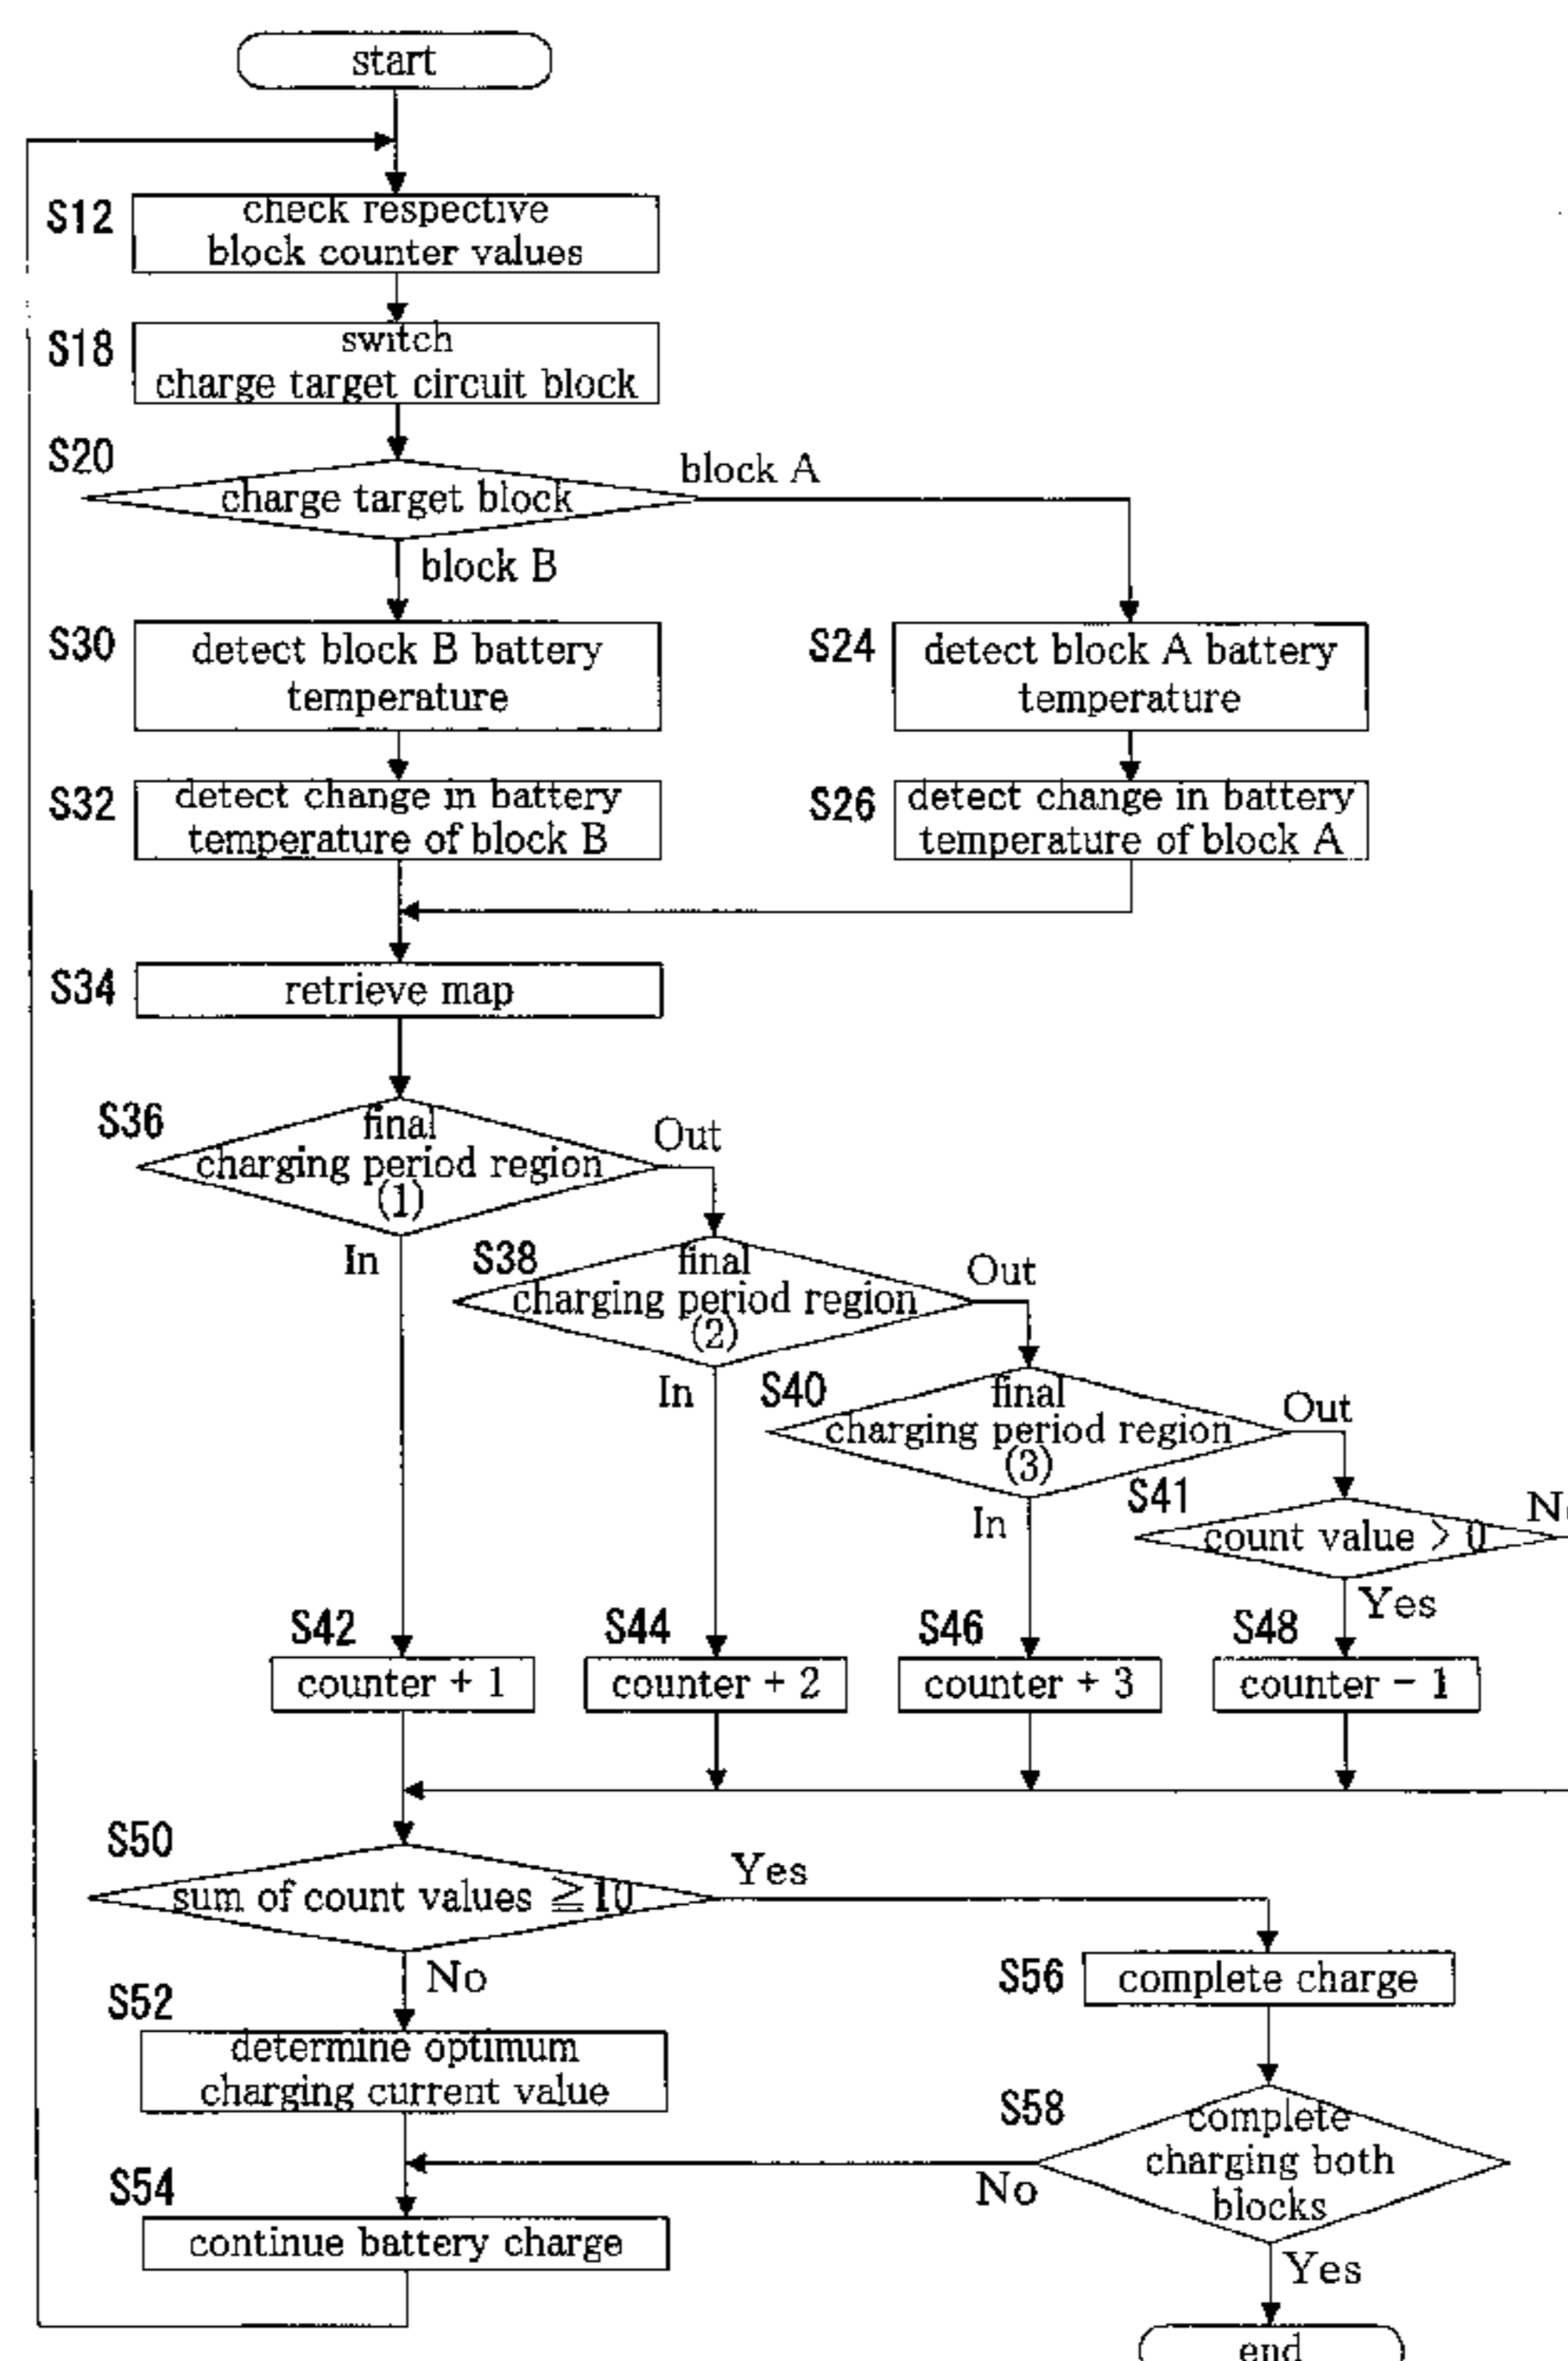 start
S12
check respective
block counter values
S18
switch
charge target circuit block
S20
charge target block
block A
block B
S30
detect block B battery
temperature
S24
detect block A battery
temperature
S32
detect change in battery
temperature of block B
S26
detect change in battery
temperature of block A
S34
retrieve map
S36
final
charging period region
(1)
Out
In
S38
final
charging period region
(2)
Out
In
S40
final
charging period region
(3)
Out
In
S41
count value > 0
Yes
S42
counter + 1
S44
counter + 2
S46
counter + 3
S48
counter − 1
S50
sum of count values ≧10
Yes
No
S52
determine optimum
charging current value
S56
complete charge
S58
complete
charging both
blocks
No
Yes
S54
continue battery charge
end